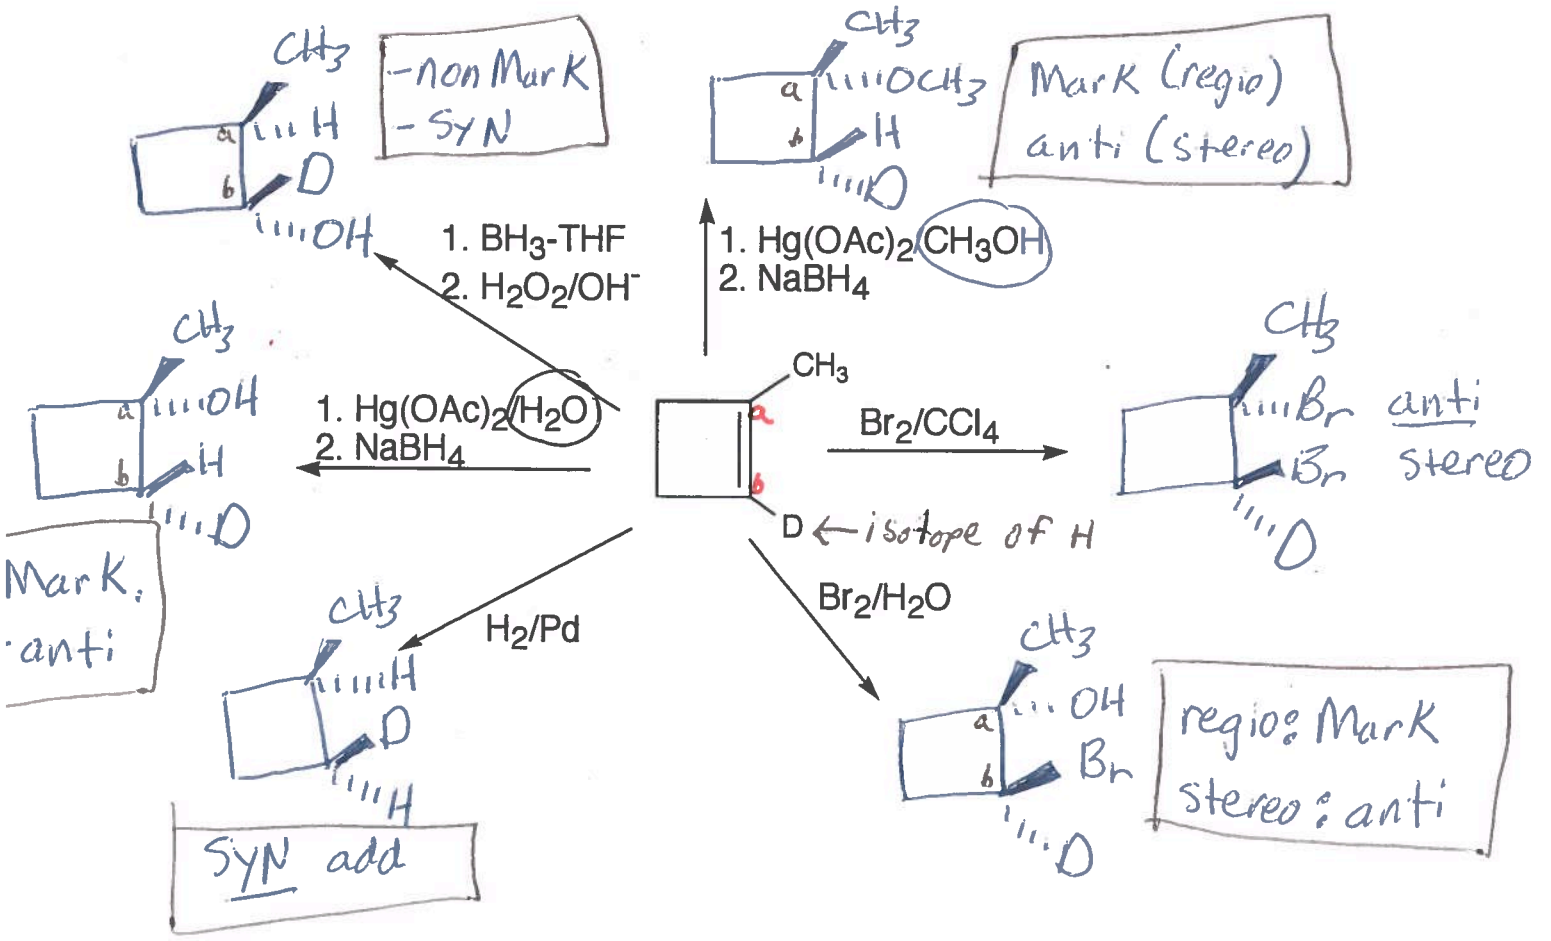 CH3
H
D
OH
a
b
-nonMark
- SYN
1. BH3-THF
2. H2O2/OH-
CH3
OCH3
H
D
a
b
Mark (regio)
anti (stereo)
1. Hg(OAc)2/CH3OH
2. NaBH4
CH3
OH
H
D
a
b
Mark.
·anti
1. Hg(OAc)2/H2O
2. NaBH4
CH3
a
b
D ← isotope of H
Br2/CCl4
CH3
Br
Br
D
anti
stereo
H2/Pd
CH3
H
D
H
SYN add
Br2/H2O
CH3
OH
Br
D
a
b
regio: Mark
stereo: anti